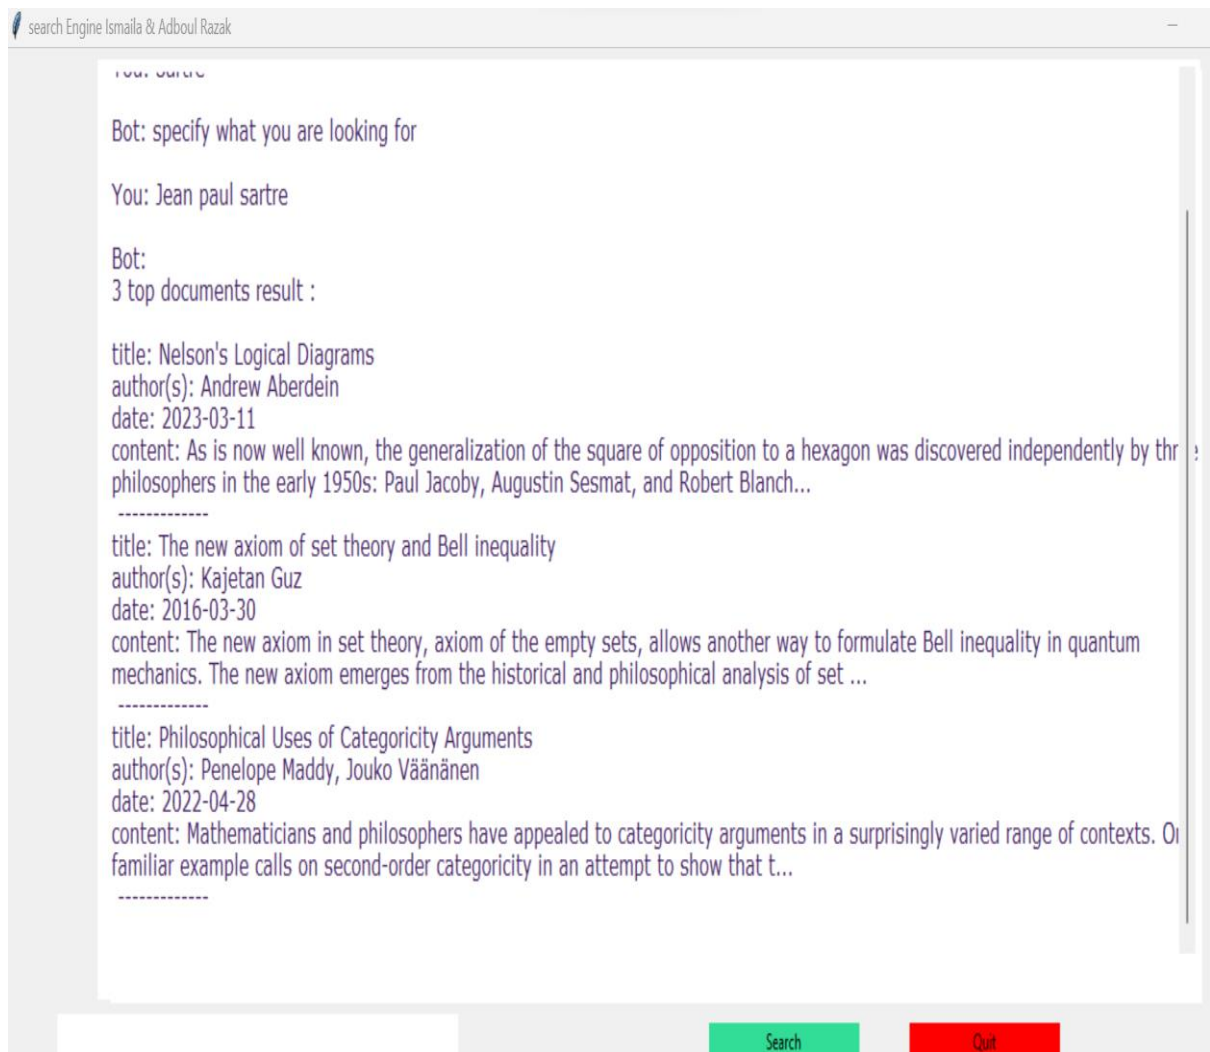 search Engine Ismaila & Adboul Razak
You: Sartre
Bot: specify what you are looking for
You: Jean paul sartre
Bot:
3 top documents result :
title: Nelson's Logical Diagrams
author(s): Andrew Aberdein
date: 2023-03-11
content: As is now well known, the generalization of the square of opposition to a hexagon was discovered independently by three
philosophers in the early 1950s: Paul Jacoby, Augustin Sesmat, and Robert Blanch...
-------------
title: The new axiom of set theory and Bell inequality
author(s): Kajetan Guz
date: 2016-03-30
content: The new axiom in set theory, axiom of the empty sets, allows another way to formulate Bell inequality in quantum
mechanics. The new axiom emerges from the historical and philosophical analysis of set ...
-------------
title: Philosophical Uses of Categoricity Arguments
author(s): Penelope Maddy, Jouko Väänänen
date: 2022-04-28
content: Mathematicians and philosophers have appealed to categoricity arguments in a surprisingly varied range of contexts.
familiar example calls on second-order categoricity in an attempt to show that t...
-------------
Search
Quit